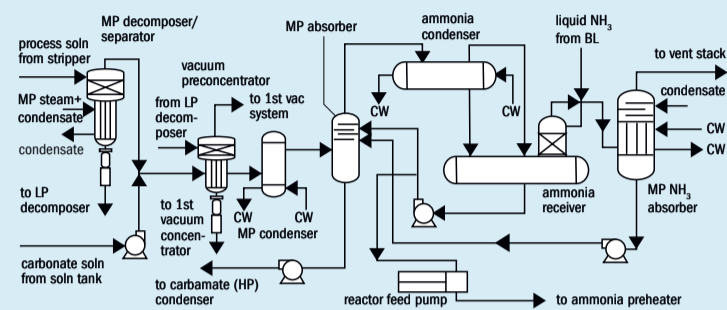 MP decomposer/
separator
process soln
from stripper
MP steam+
condensate
condensate
to LP
decomposer
carbonate soln
from soln tank
vacuum
preconcentrator
from LP
decom-
poser
to 1st vac
system
to 1st
vacuum
concen-
trator
CW
CW
MP condenser
to carbamate (HP)
condenser
MP absorber
ammonia
condenser
CW
CW
liquid NH3
from BL
ammonia
receiver
to vent stack
condensate
CW
CW
MP NH3
absorber
reactor feed pump
to ammonia preheater